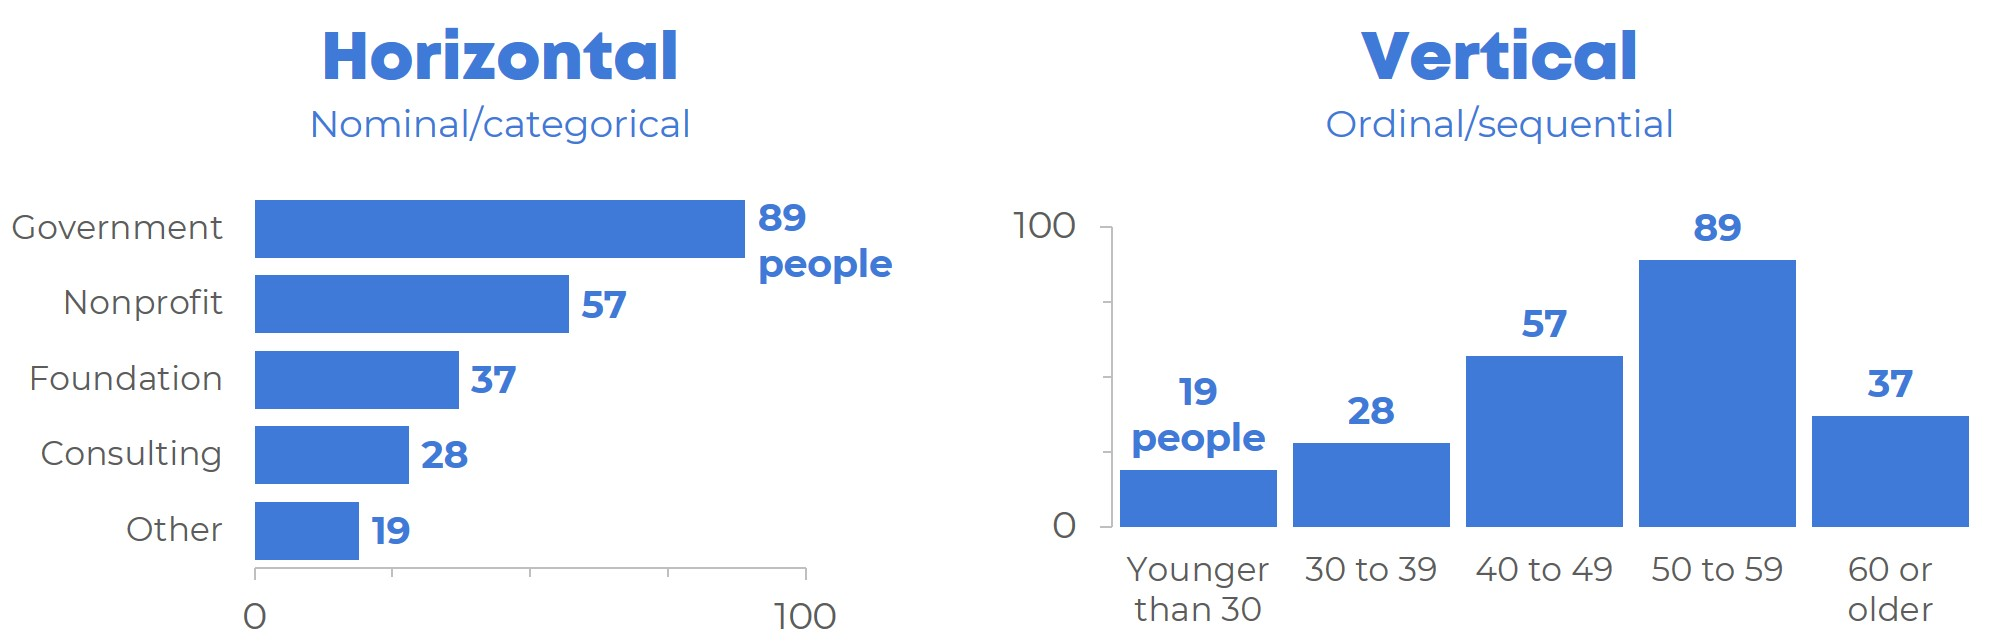 Horizontal
Nominal/categorical
Government
89
people
Nonprofit
57
Foundation
37
Consulting
28
Other
19
0
100
Vertical
Ordinal/sequential
100
0
19
people
28
57
89
37
Younger
than 30
30 to 39
40 to 49
50 to 59
60 or
older